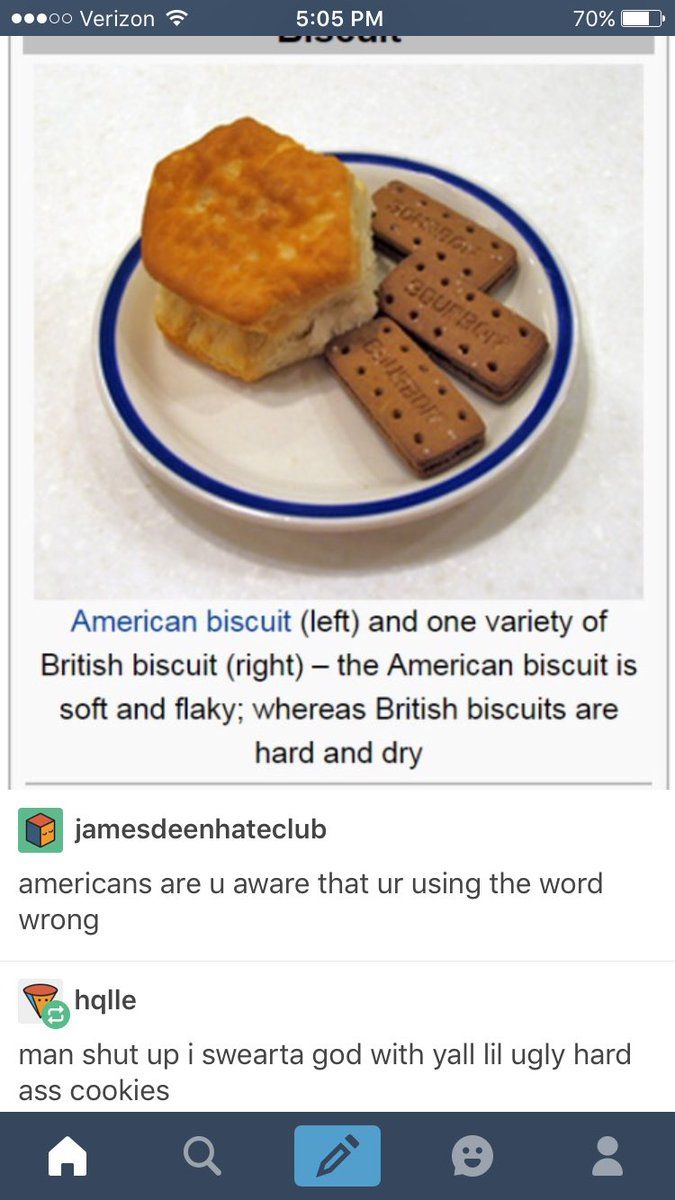 Verizon 5:05 PM 70%
Biscuit
BOURBON
BOURBON
BOURBON
American biscuit (left) and one variety of
British biscuit (right) – the American biscuit is
soft and flaky; whereas British biscuits are
hard and dry
jamesdeenhateclub
americans are u aware that ur using the word
wrong
hqlle
man shut up i swearta god with yall lil ugly hard
ass cookies